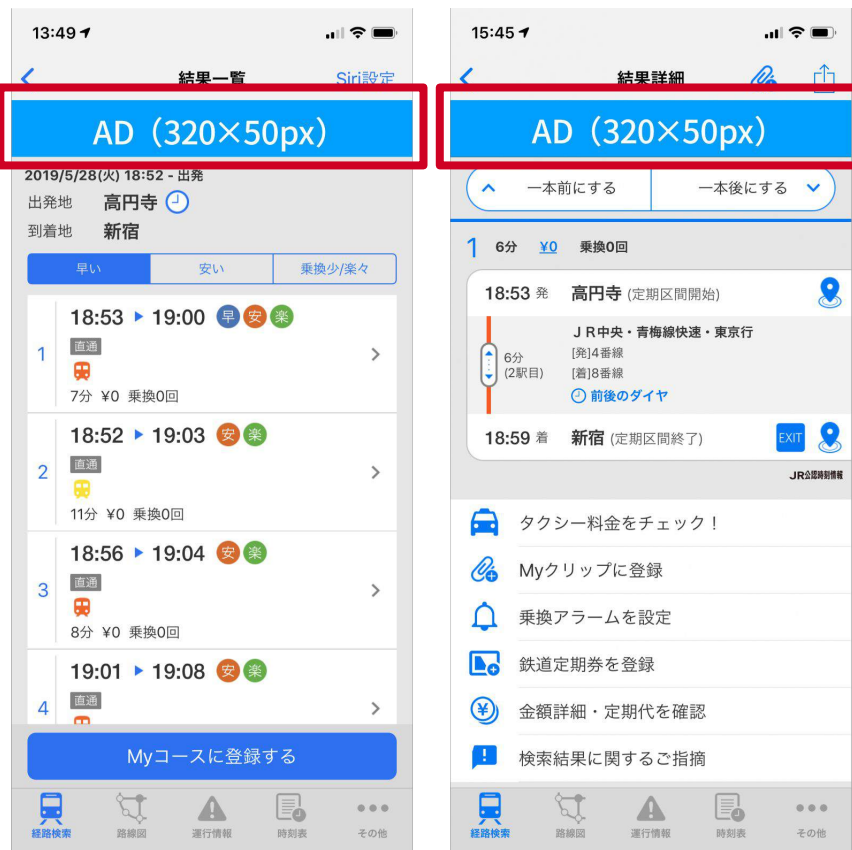 13:49
結果一覧
Siri設定
AD（320×50px）
2019/5/28(火) 18:52 - 出発
出発地 高円寺
到着地 新宿
早い 安い 乗換少/楽々
1
18:53 ▶ 19:00 早 安 楽
直通
7分 ¥0 乗換0回
2
18:52 ▶ 19:03 安 楽
直通
11分 ¥0 乗換0回
3
18:56 ▶ 19:04 安 楽
直通
8分 ¥0 乗換0回
4
19:01 ▶ 19:08 安 楽
直通
Myコースに登録する
経路検索 路線図 運行情報 時刻表 その他
15:45
結果詳細
AD（320×50px）
一本前にする 一本後にする
1 6分 ¥0 乗換0回
18:53 発 高円寺 (定期区間開始)
ＪＲ中央・青梅線快速・東京行
6分
(2駅目)
[発]4番線
[着]8番線
前後のダイヤ
18:59 着 新宿 (定期区間終了) EXIT
JR公認時刻情報
タクシー料金をチェック！
Myクリップに登録
乗換アラームを設定
鉄道定期券を登録
金額詳細・定期代を確認
検索結果に関するご指摘
経路検索 路線図 運行情報 時刻表 その他